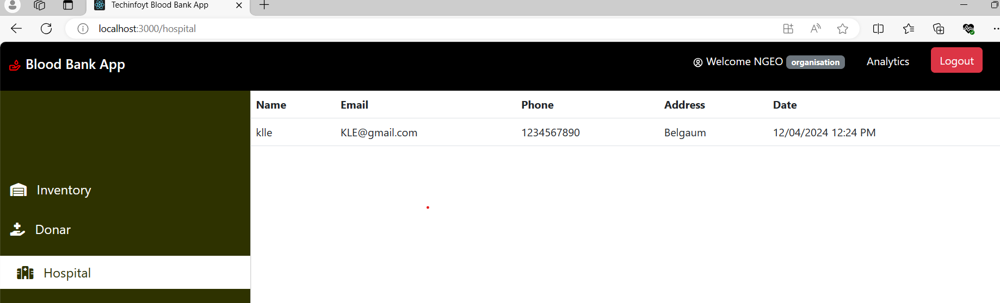 Techinfoyt Blood Bank App
localhost:3000/hospital
Blood Bank App
Welcome NGEO organisation Analytics Logout
Name Email Phone Address Date
klle KLE@gmail.com 1234567890 Belgaum 12/04/2024 12:24 PM
Inventory
Donar
Hospital